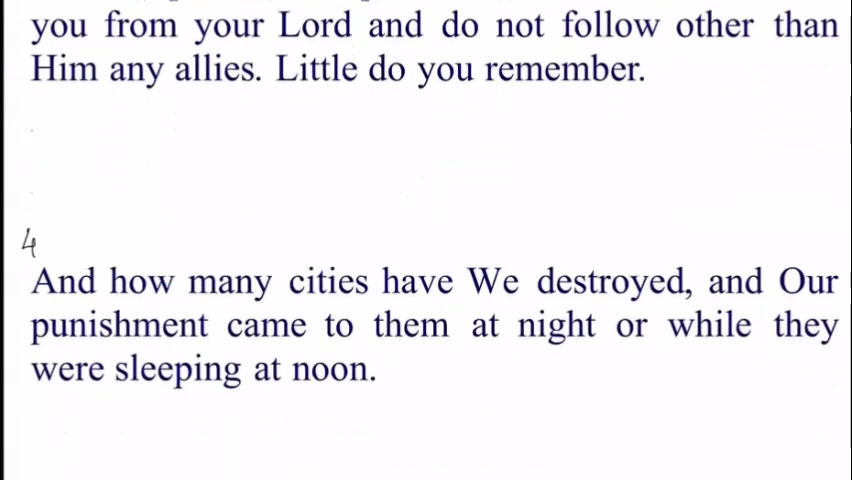 you from your Lord and do not follow other than
Him any allies. Little do you remember.
4
And how many cities have We destroyed, and Our
punishment came to them at night or while they
were sleeping at noon.